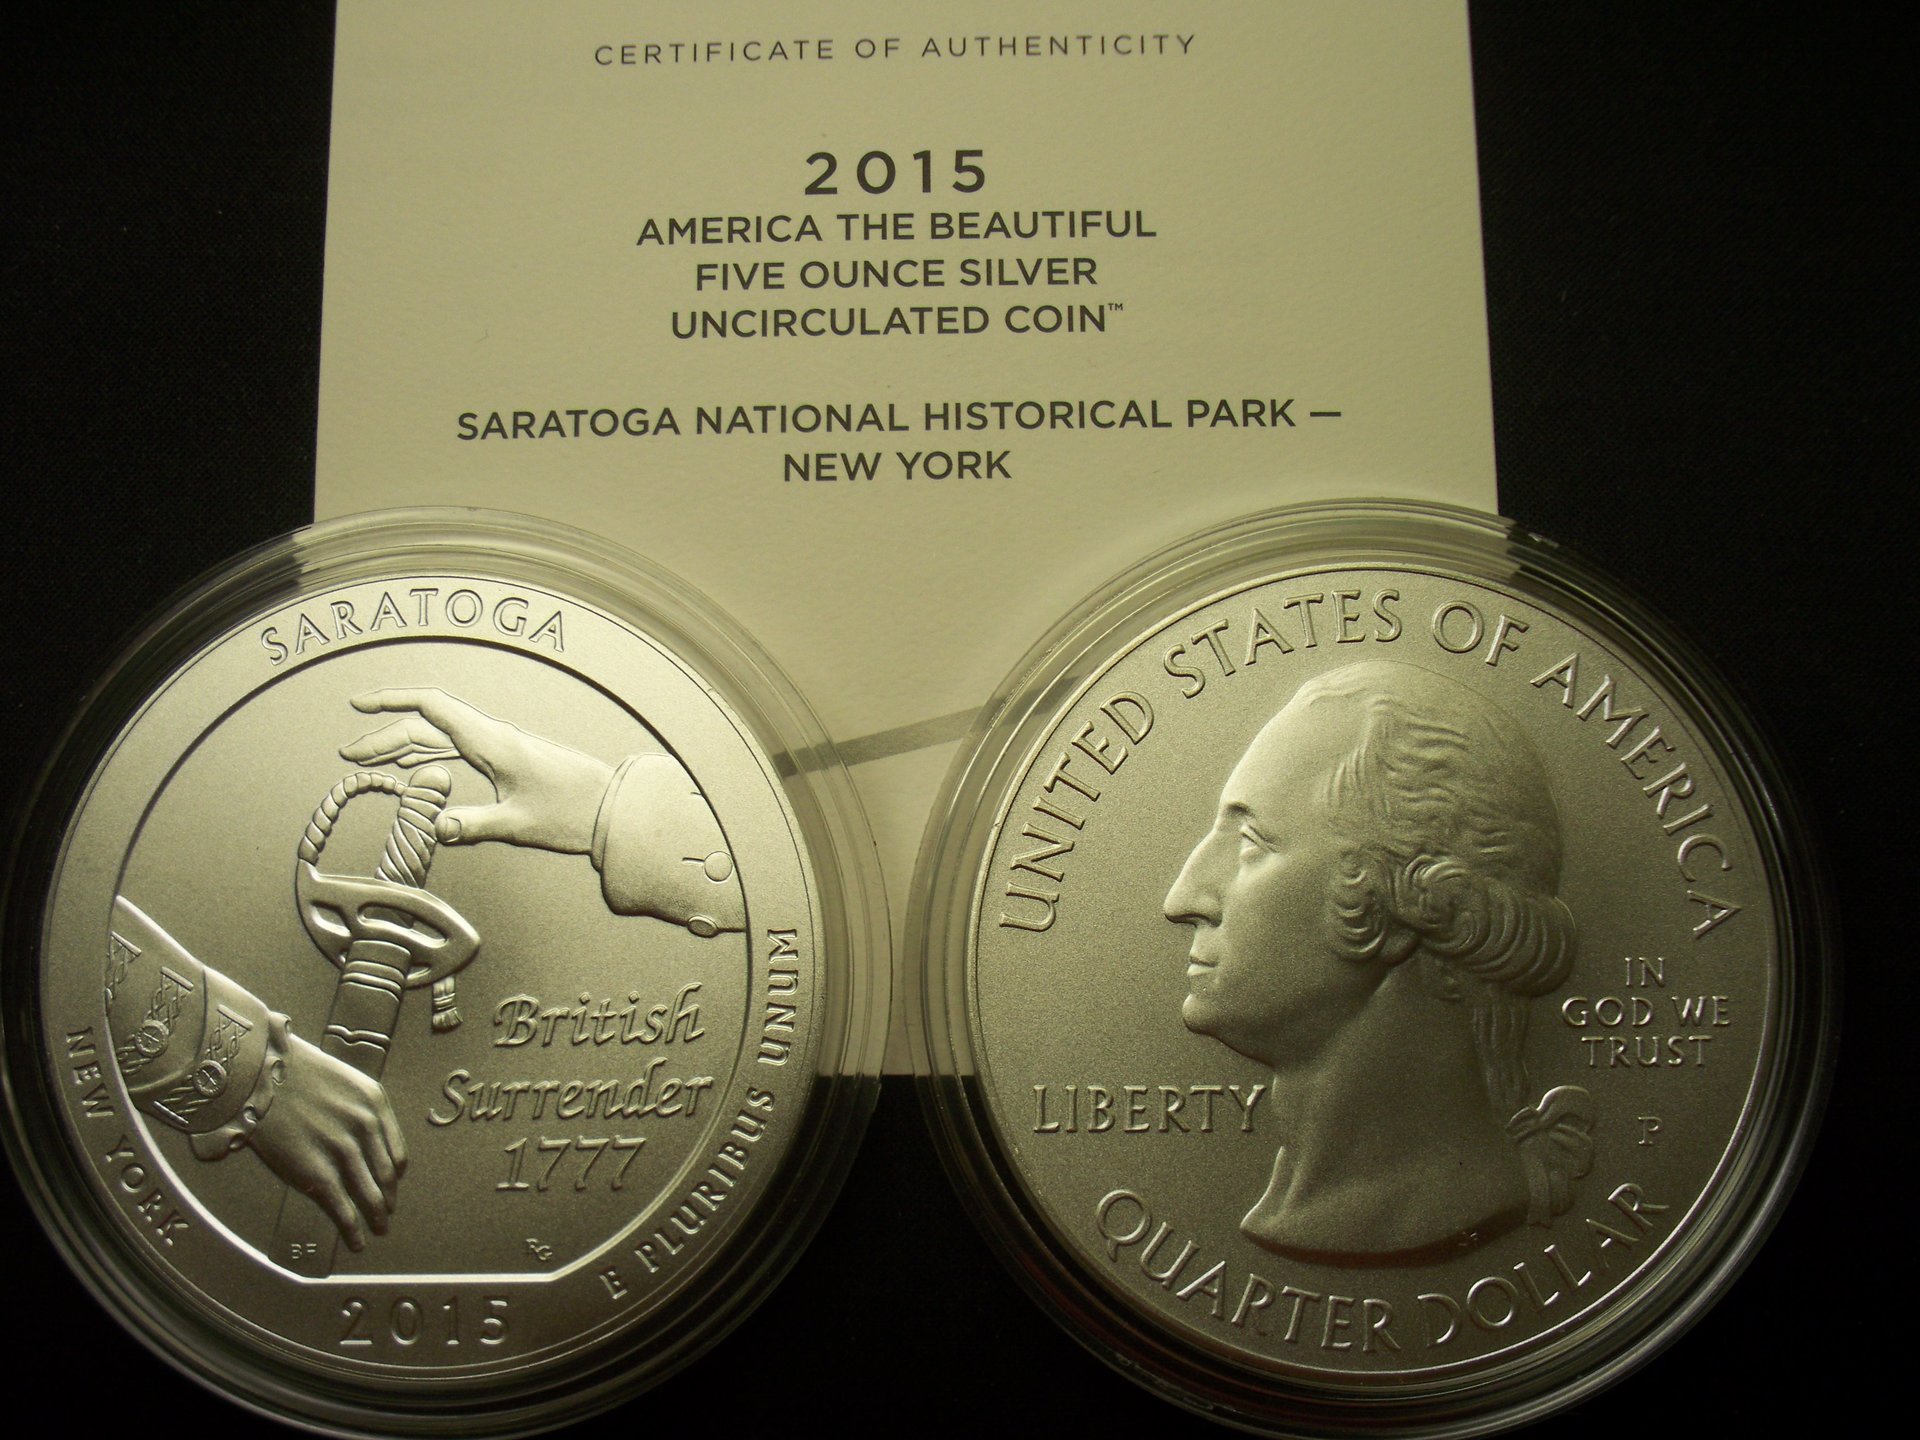 CERTIFICATE OF AUTHENTICITY
2015
AMERICA THE BEAUTIFUL
FIVE OUNCE SILVER
UNCIRCULATED COIN™
SARATOGA NATIONAL HISTORICAL PARK —
NEW YORK
SARATOGA
British
Surrender
1777
NEW YORK
E PLURIBUS UNUM
BF
RG
2015
UNITED STATES OF AMERICA
IN
GOD WE
TRUST
LIBERTY
P
QUARTER DOLLAR